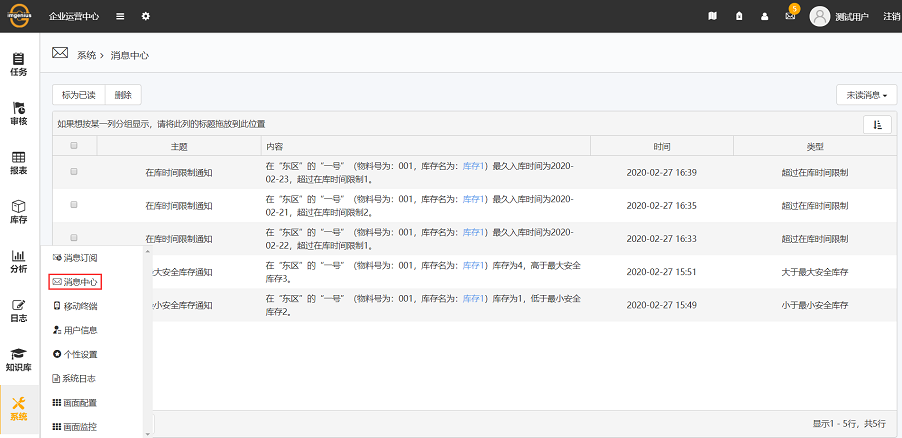 imgenius
企业运营中心
5
测试用户
注销
任务
审核
报表
库存
分析
日志
知识库
系统
系统 › 消息中心
标为已读
删除
未读消息
如果想按某一列分组显示，请将此列的标题拖放到此位置
主题 内容 时间 类型
在库时间限制通知 在“东区”的“一号”（物料号为：001，库存名为：库存1）最久入库时间为2020-
02-23，超过在库时间限制1。 2020-02-27 16:39 超过在库时间限制
在库时间限制通知 在“东区”的“一号”（物料号为：001，库存名为：库存1）最久入库时间为2020-
02-21，超过在库时间限制2。 2020-02-27 16:35 超过在库时间限制
在库时间限制通知 在“东区”的“一号”（物料号为：001，库存名为：库存1）最久入库时间为2020-
02-22，超过在库时间限制1。 2020-02-27 16:33 超过在库时间限制
大安全库存通知 在“东区”的“一号”（物料号为：001，库存名为：库存1）库存为4，高于最大安全
库存3。 2020-02-27 15:51 大于最大安全库存
小安全库存通知 在“东区”的“一号”（物料号为：001，库存名为：库存1）库存为1，低于最小安全
库存2。 2020-02-27 15:49 小于最小安全库存
消息订阅
消息中心
移动终端
用户信息
个性设置
系统日志
画面配置
画面监控
显示1 - 5行，共5行